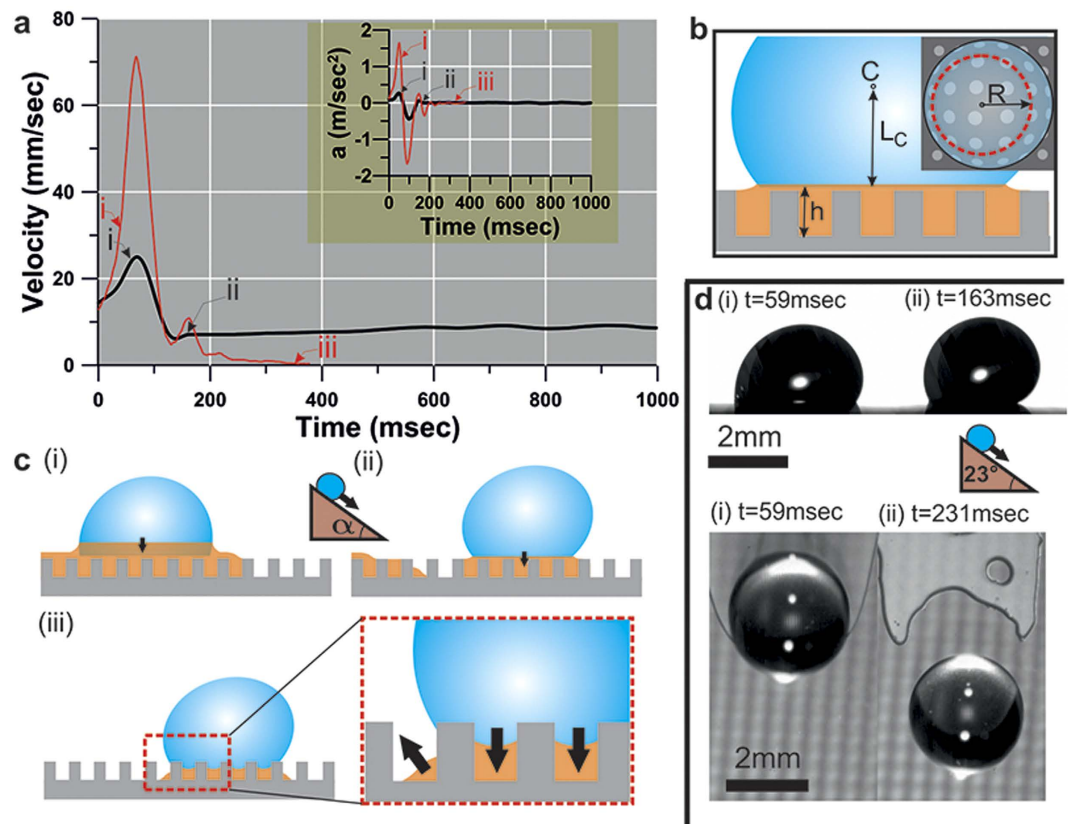 a
Velocity (mm/sec)
80
60
40
20
0
0 200 400 600 800 1000
Time (msec)
i
i
ii
iii
a (m/sec²)
2
1
0
-1
-2
0 200 400 600 800 1000
Time (msec)
i
i
ii
iii
b
C
L_C
h
R
c
(i)
α
(ii)
(iii)
d
(i) t=59msec (ii) t=163msec
2mm
23°
(i) t=59msec (ii) t=231msec
2mm